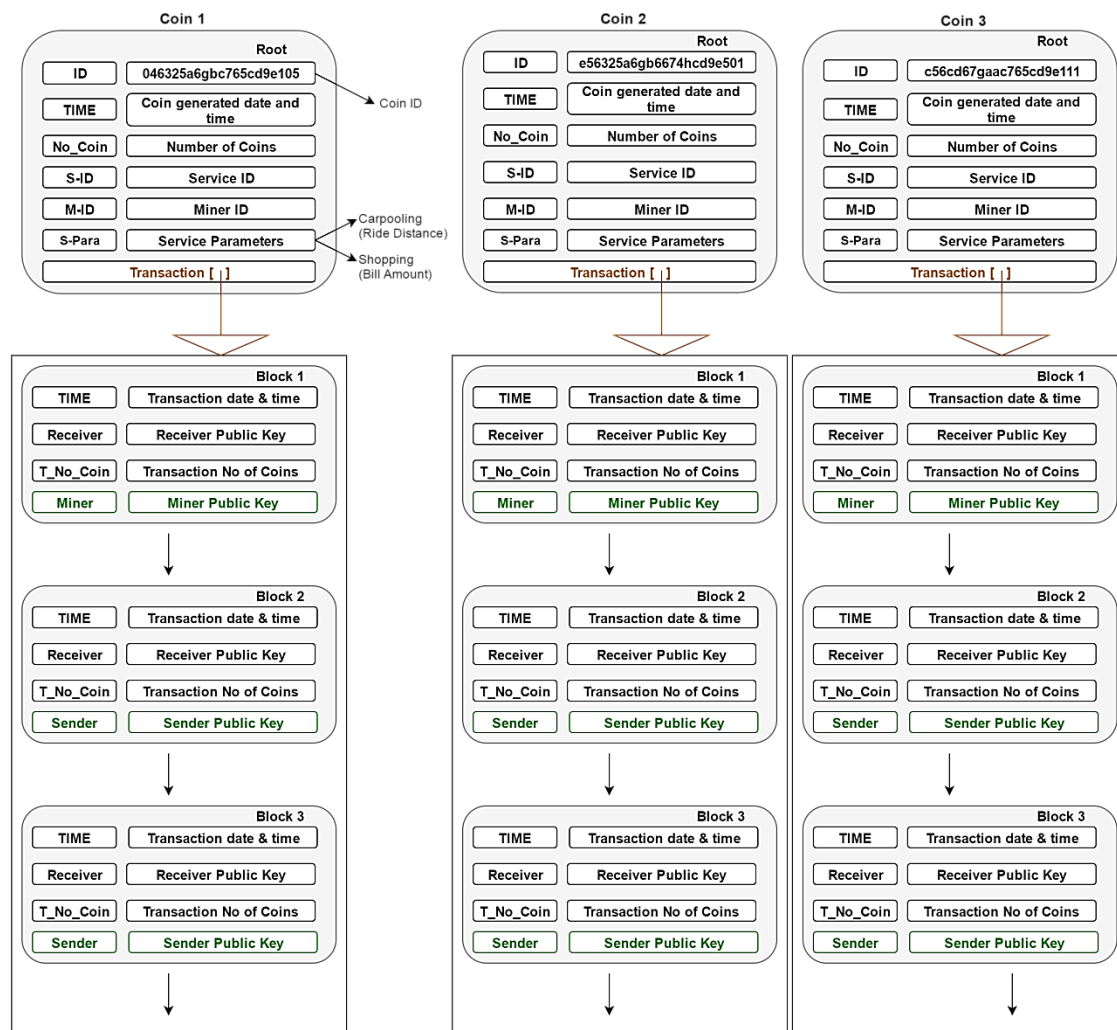 Coin 1
Root
ID
046325a6gbc765cd9e105
Coin ID
TIME
Coin generated date and
time
No_Coin
Number of Coins
S-ID
Service ID
M-ID
Miner ID
S-Para
Service Parameters
Carpooling
(Ride Distance)
Shopping
(Bill Amount)
Transaction [ ]
Block 1
TIME
Transaction date & time
Receiver
Receiver Public Key
T_No_Coin
Transaction No of Coins
Miner
Miner Public Key
Block 2
TIME
Transaction date & time
Receiver
Receiver Public Key
T_No_Coin
Transaction No of Coins
Sender
Sender Public Key
Block 3
TIME
Transaction date & time
Receiver
Receiver Public Key
T_No_Coin
Transaction No of Coins
Sender
Sender Public Key
Coin 2
Root
ID
e56325a6gb6674hcd9e501
TIME
Coin generated date and
time
No_Coin
Number of Coins
S-ID
Service ID
M-ID
Miner ID
S-Para
Service Parameters
Transaction [ ]
Block 1
TIME
Transaction date & time
Receiver
Receiver Public Key
T_No_Coin
Transaction No of Coins
Miner
Miner Public Key
Block 2
TIME
Transaction date & time
Receiver
Receiver Public Key
T_No_Coin
Transaction No of Coins
Sender
Sender Public Key
Block 3
TIME
Transaction date & time
Receiver
Receiver Public Key
T_No_Coin
Transaction No of Coins
Sender
Sender Public Key
Coin 3
Root
ID
c56cd67gaac765cd9e111
TIME
Coin generated date and
time
No_Coin
Number of Coins
S-ID
Service ID
M-ID
Miner ID
S-Para
Service Parameters
Transaction [ ]
Block 1
TIME
Transaction date & time
Receiver
Receiver Public Key
T_No_Coin
Transaction No of Coins
Miner
Miner Public Key
Block 2
TIME
Transaction date & time
Receiver
Receiver Public Key
T_No_Coin
Transaction No of Coins
Sender
Sender Public Key
Block 3
TIME
Transaction date & time
Receiver
Receiver Public Key
T_No_Coin
Transaction No of Coins
Sender
Sender Public Key